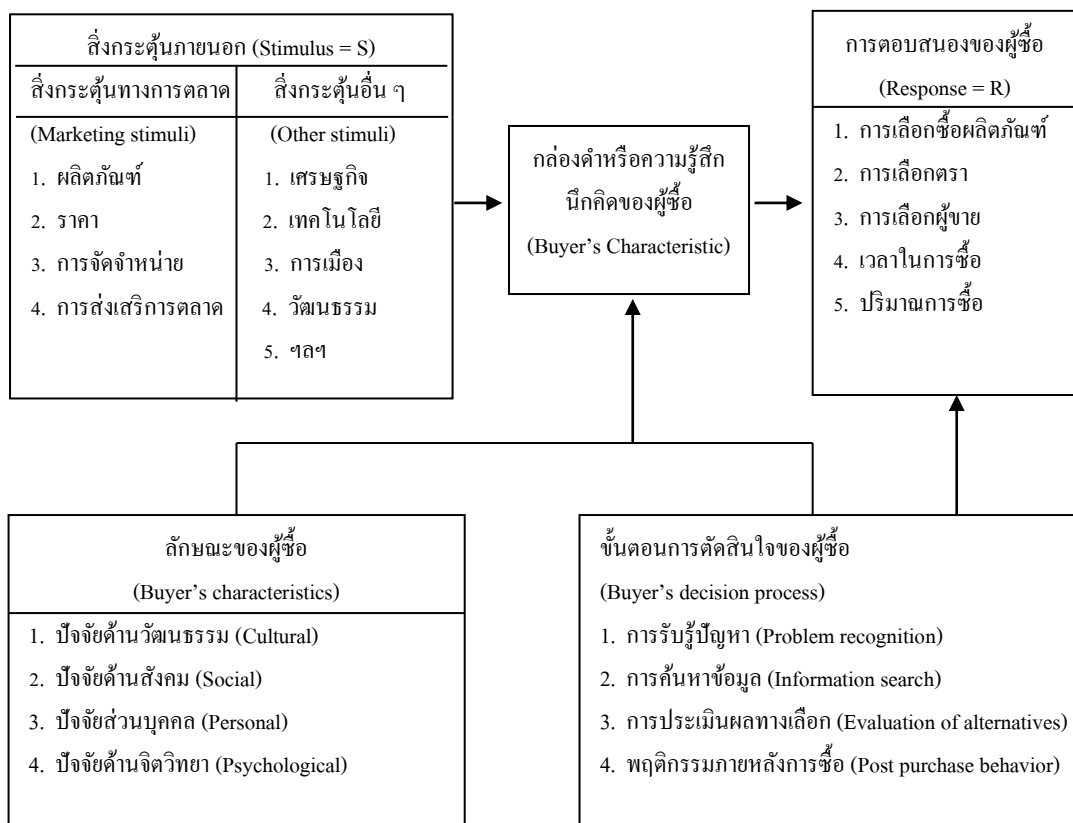 สิ่งกระตุ้นภายนอก (Stimulus = S)
สิ่งกระตุ้นทางการตลาด
(Marketing stimuli)
1. ผลิตภัณฑ์
2. ราคา
3. การจัดจำหน่าย
4. การส่งเสริการตลาด
สิ่งกระตุ้นอื่น ๆ
(Other stimuli)
1. เศรษฐกิจ
2. เทคโนโลยี
3. การเมือง
4. วัฒนธรรม
5. ฯลฯ
กล่องดำหรือความรู้สึก
นึกคิดของผู้ซื้อ
(Buyer’s Characteristic)
การตอบสนองของผู้ซื้อ
(Response = R)
1. การเลือกซื้อผลิตภัณฑ์
2. การเลือกตรา
3. การเลือกผู้ขาย
4. เวลาในการซื้อ
5. ปริมาณการซื้อ
ลักษณะของผู้ซื้อ
(Buyer’s characteristics)
1. ปัจจัยด้านวัฒนธรรม (Cultural)
2. ปัจจัยด้านสังคม (Social)
3. ปัจจัยส่วนบุคคล (Personal)
4. ปัจจัยด้านจิตวิทยา (Psychological)
ขั้นตอนการตัดสินใจของผู้ซื้อ
(Buyer’s decision process)
1. การรับรู้ปัญหา (Problem recognition)
2. การค้นหาข้อมูล (Information search)
3. การประเมินผลทางเลือก (Evaluation of alternatives)
4. พฤติกรรมภายหลังการซื้อ (Post purchase behavior)